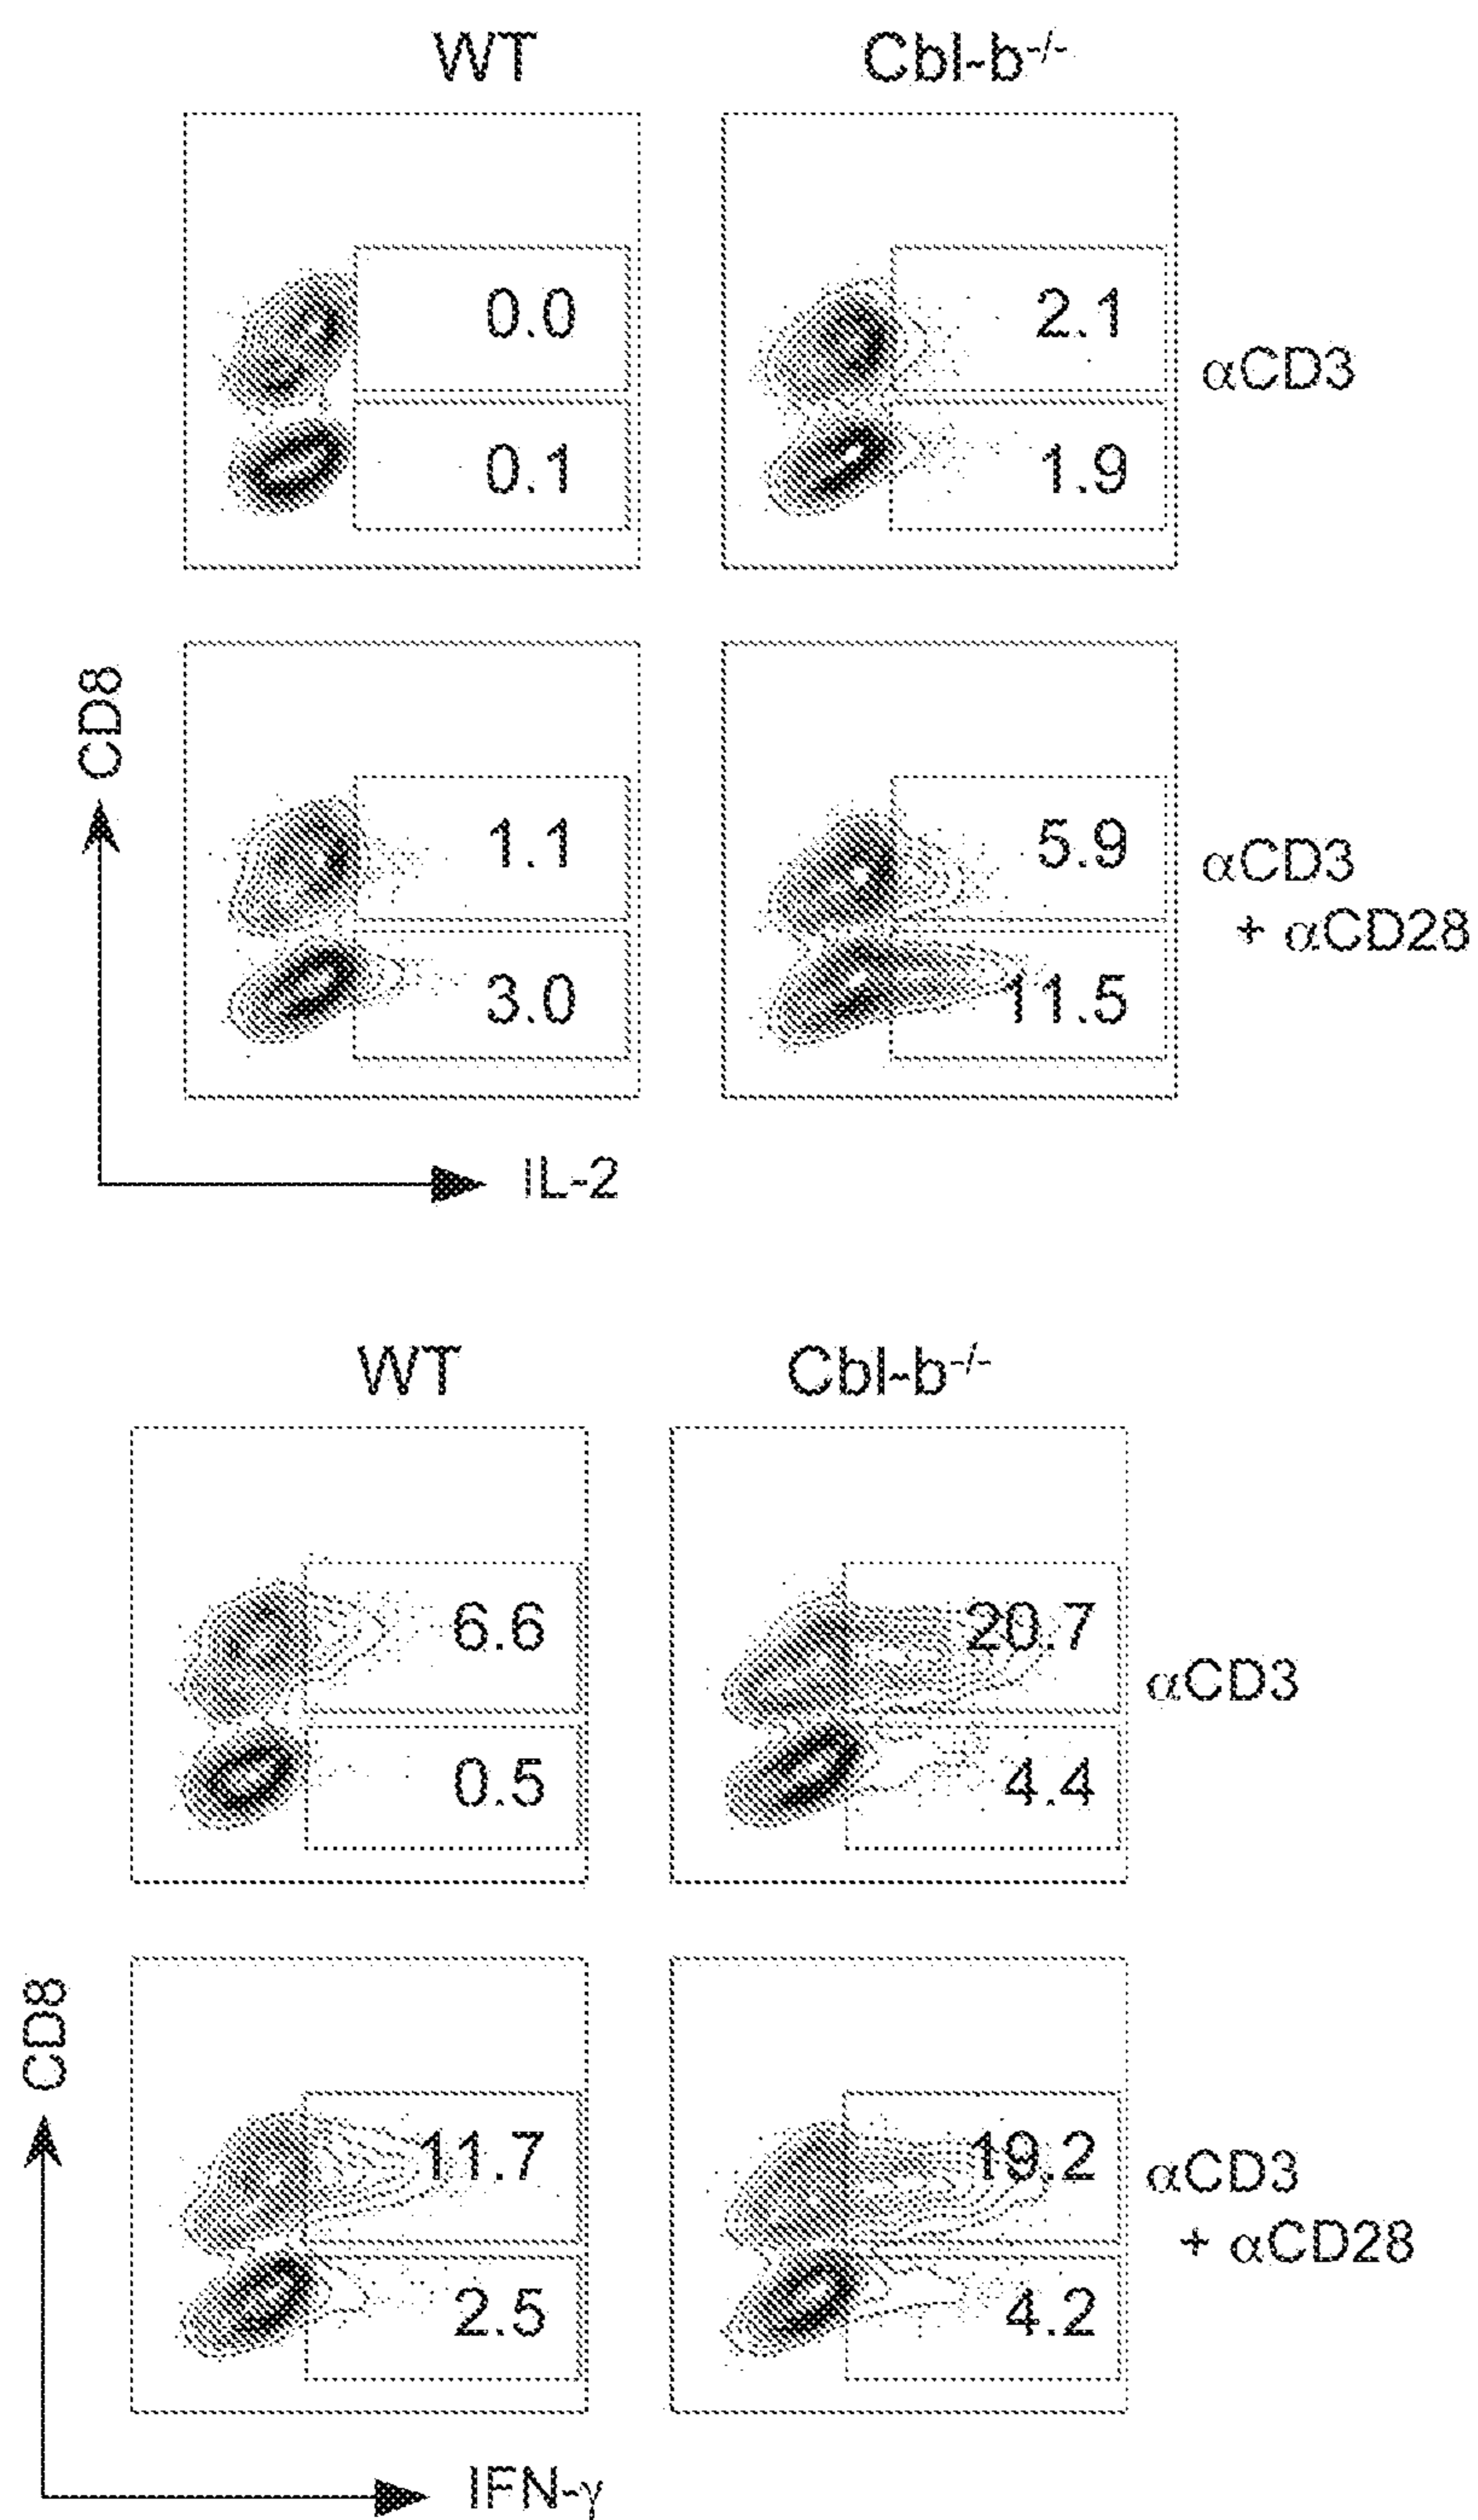 WT Cbl-b-/-
0.0 2.1
αCD3
0.1 1.9
CD8
1.1 5.9
αCD3
+ αCD28
3.0 11.5
IL-2
WT Cbl-b-/-
6.6 20.7
αCD3
0.5 4.4
CD8
11.7 19.2
αCD3
+ αCD28
2.5 4.2
IFN-γ